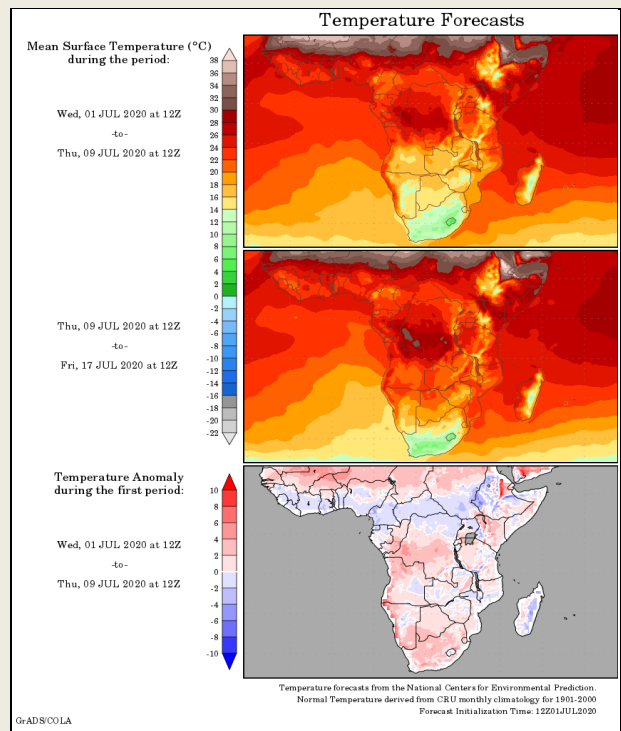 Temperature Forecasts
Mean Surface Temperature (°C)
during the period:
38
36
34
32
30
28
26
24
22
20
18
16
14
12
10
8
6
4
2
0
-2
-4
-6
-8
-10
-12
-14
-16
-18
-20
-22
Wed, 01 JUL 2020 at 12Z
-to-
Thu, 09 JUL 2020 at 12Z
Thu, 09 JUL 2020 at 12Z
-to-
Fri, 17 JUL 2020 at 12Z
Temperature Anomaly
during the first period:
10
8
6
4
2
0
-2
-4
-6
-8
-10
Wed, 01 JUL 2020 at 12Z
-to-
Thu, 09 JUL 2020 at 12Z
Temperature forecasts from the National Centers for Environmental Prediction.
Normal Temperature derived from CRU monthly climatology for 1901-2000
Forecast Initialization Time: 12Z01JUL2020
GrADS/COLA